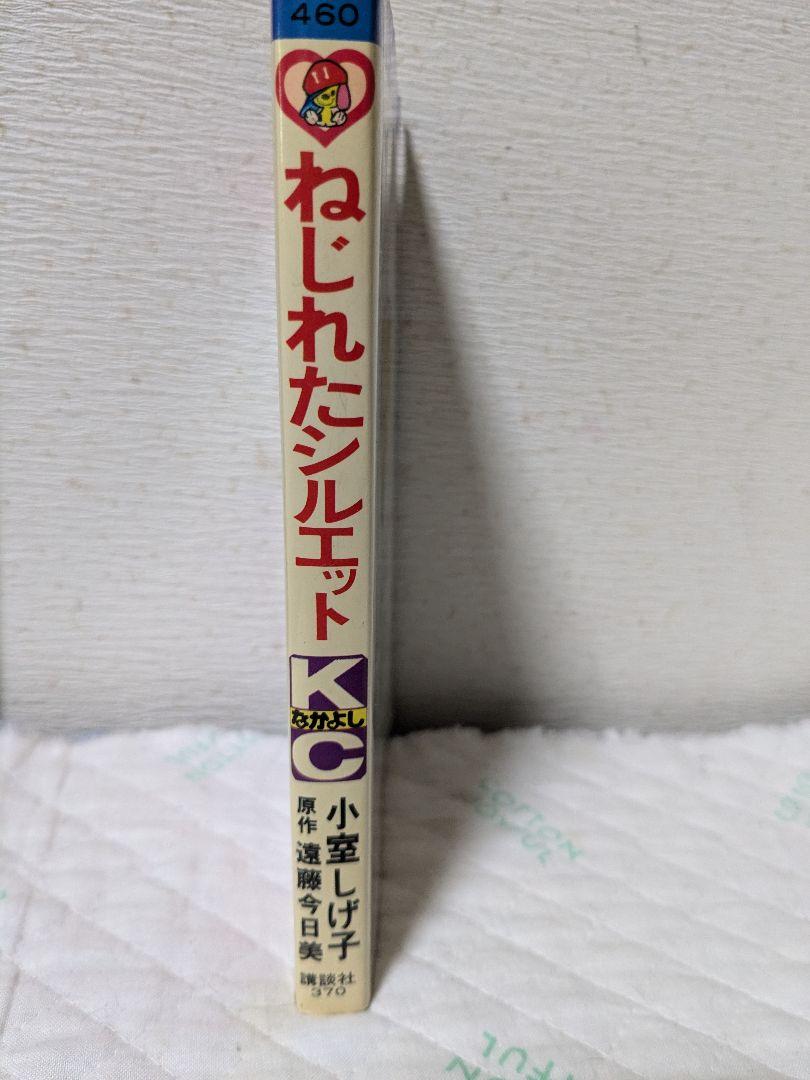 460
ねじれたシルエット
K
なかよし
C
小室しげ子
原作 遠藤今日美
講談社
370
COTTON